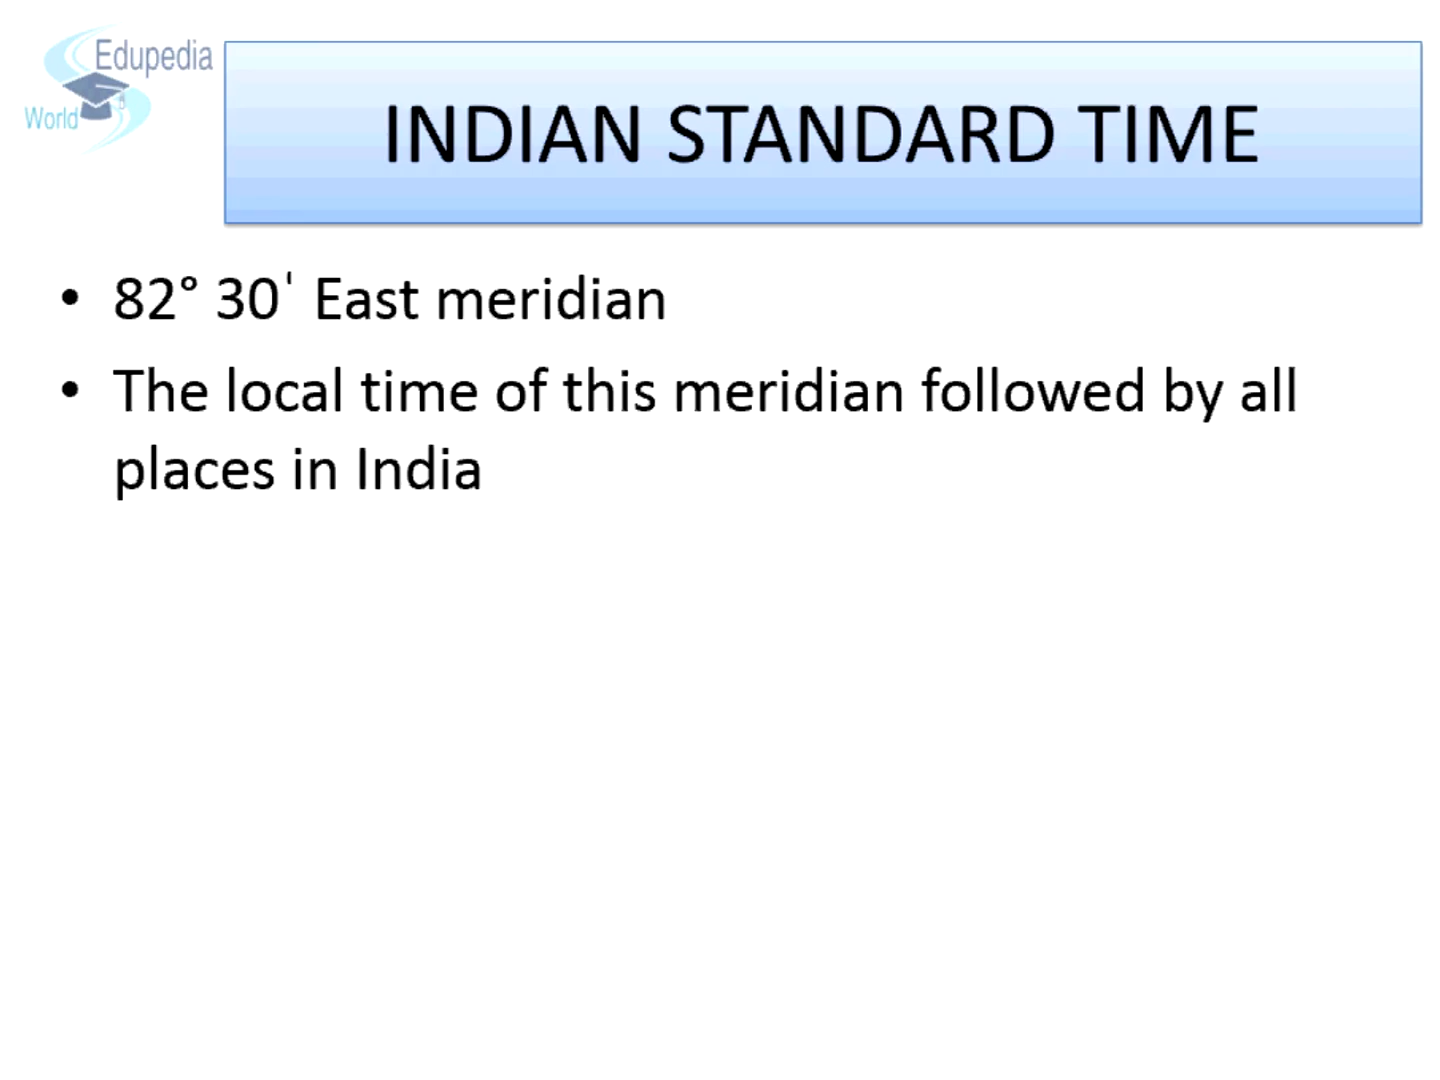 Edupedia
World
INDIAN STANDARD TIME
• 82° 30ˈ East meridian
• The local time of this meridian followed by all
places in India